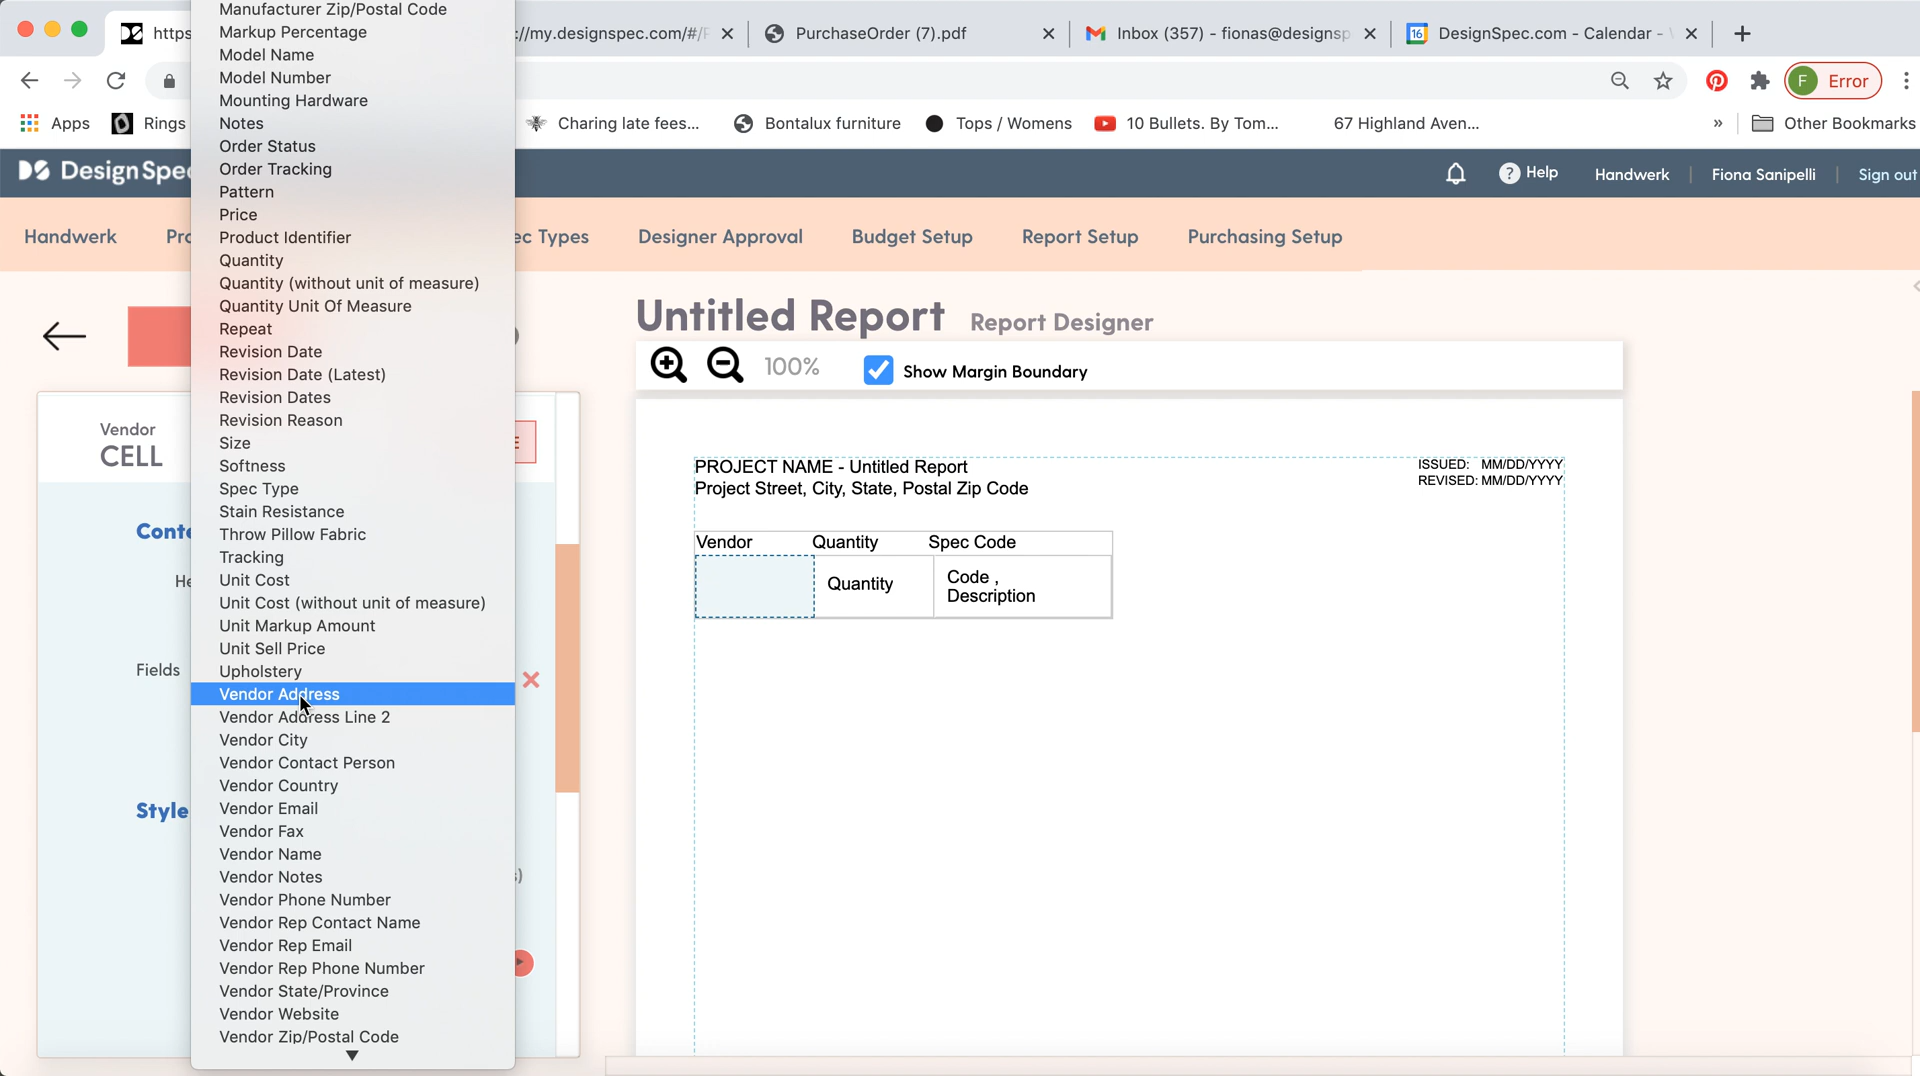 https
://my.designspec.com/#/
PurchaseOrder (7).pdf
Inbox (357) - fionas@designsp
16
DesignSpec.com - Calendar -
F
Error
Apps
Rings
Charing late fees...
Bontalux furniture
Tops / Womens
10 Bullets. By Tom...
67 Highland Aven...
»
Other Bookmarks
DS DesignSpec
? Help
Handwerk
Fiona Sanipelli
Sign out
Handwerk
Pro
ec Types
Designer Approval
Budget Setup
Report Setup
Purchasing Setup
Manufacturer Zip/Postal Code
Markup Percentage
Model Name
Model Number
Mounting Hardware
Notes
Order Status
Order Tracking
Pattern
Price
Product Identifier
Quantity
Quantity (without unit of measure)
Quantity Unit Of Measure
Repeat
Revision Date
Revision Date (Latest)
Revision Dates
Revision Reason
Size
Softness
Spec Type
Stain Resistance
Throw Pillow Fabric
Tracking
Unit Cost
Unit Cost (without unit of measure)
Unit Markup Amount
Unit Sell Price
Upholstery
Vendor Address
Vendor Address Line 2
Vendor City
Vendor Contact Person
Vendor Country
Vendor Email
Vendor Fax
Vendor Name
Vendor Notes
Vendor Phone Number
Vendor Rep Contact Name
Vendor Rep Email
Vendor Rep Phone Number
Vendor State/Province
Vendor Website
Vendor Zip/Postal Code
Vendor
CELL
E
Conte
He
Fields
Style
s)
Untitled Report Report Designer
100%
Show Margin Boundary
PROJECT NAME - Untitled Report
Project Street, City, State, Postal Zip Code
ISSUED: MM/DD/YYYY
REVISED: MM/DD/YYYY
Vendor Quantity Spec Code
Quantity
Code ,
Description